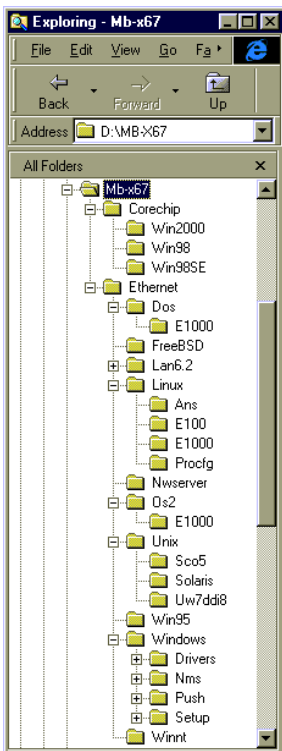 Exploring - Mb-x67
File Edit View Go Fa
Back Forward Up
Address D:\MB-X67
All Folders
Mb-x67
Corechip
Win2000
Win98
Win98SE
Ethernet
Dos
E1000
FreeBSD
Lan6.2
Linux
Ans
E100
E1000
Procfg
Nwserver
Os2
E1000
Unix
Sco5
Solaris
Uw7ddi8
Win95
Windows
Drivers
Nms
Push
Setup
Winnt